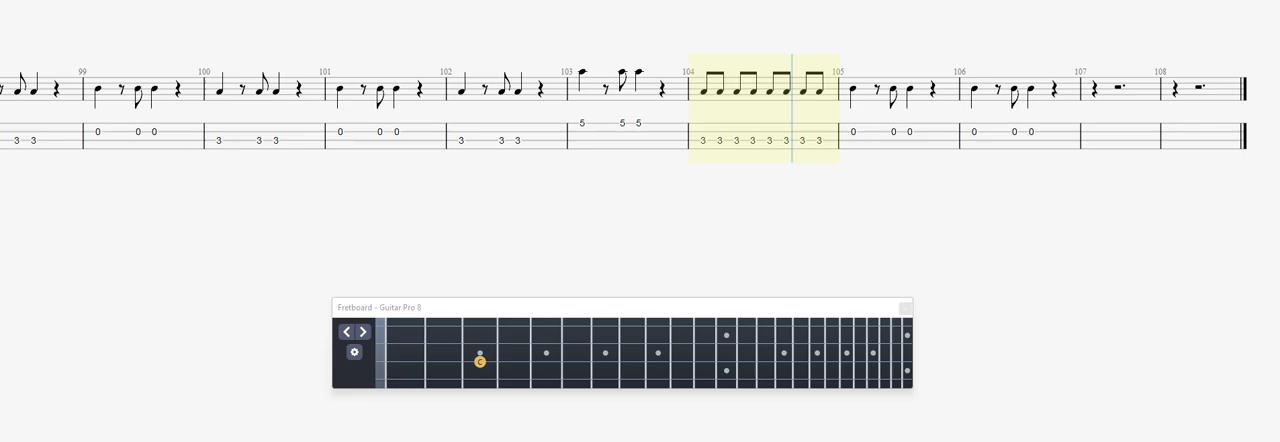 99 100 101 102 103 104 105 106 107 108
5 5 5
0 0 0 0 0 0 0 0 0 0 0 0
3 3 3 3 3 3 3 3 3 3 3 3 3 3 3 3
Fretboard - Guitar Pro 8
C